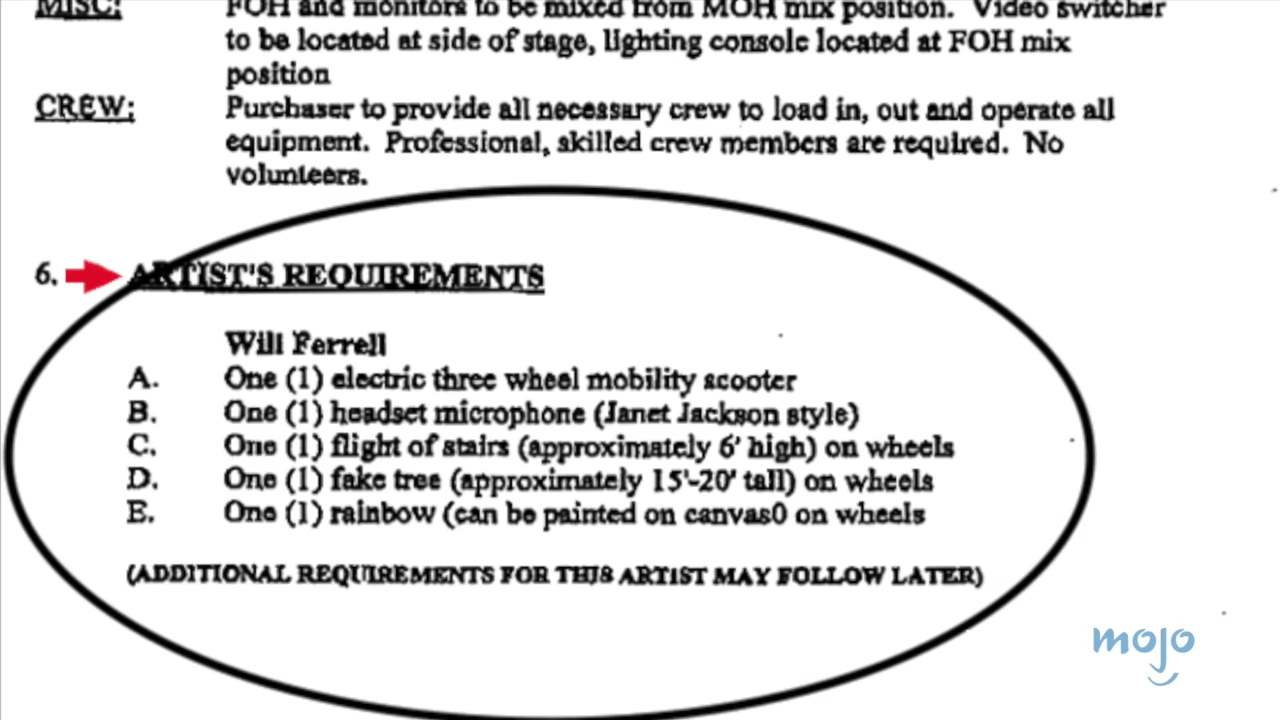 MISC: FOH and monitors to be mixed from MOH mix position. Video switcher
to be located at side of stage, lighting console located at FOH mix
position
CREW: Purchaser to provide all necessary crew to load in, out and operate all
equipment. Professional, skilled crew members are required. No
volunteers.
6. ARTIST'S REQUIREMENTS
Will Ferrell
A. One (1) electric three wheel mobility scooter
B. One (1) headset microphone (Janet Jackson style)
C. One (1) flight of stairs (approximately 6' high) on wheels
D. One (1) fake tree (approximately 15'-20' tall) on wheels
E. One (1) rainbow (can be painted on canvas0 on wheels
(ADDITIONAL REQUIREMENTS FOR THIS ARTIST MAY FOLLOW LATER)
mojo